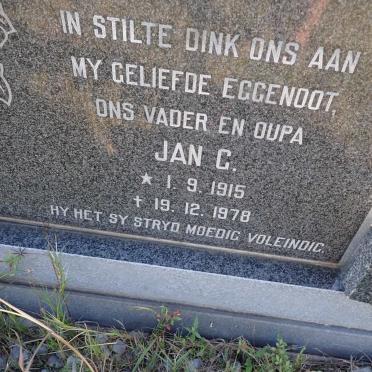 IN STILTE DINK ONS AAN
MY GELIEFDE EGGENOOT,
ONS VADER EN OUPA
JAN G.
★ 1. 9. 1915
✝ 19. 12. 1978
HY HET SY STRYD MOEDIG VOLEINDIG.